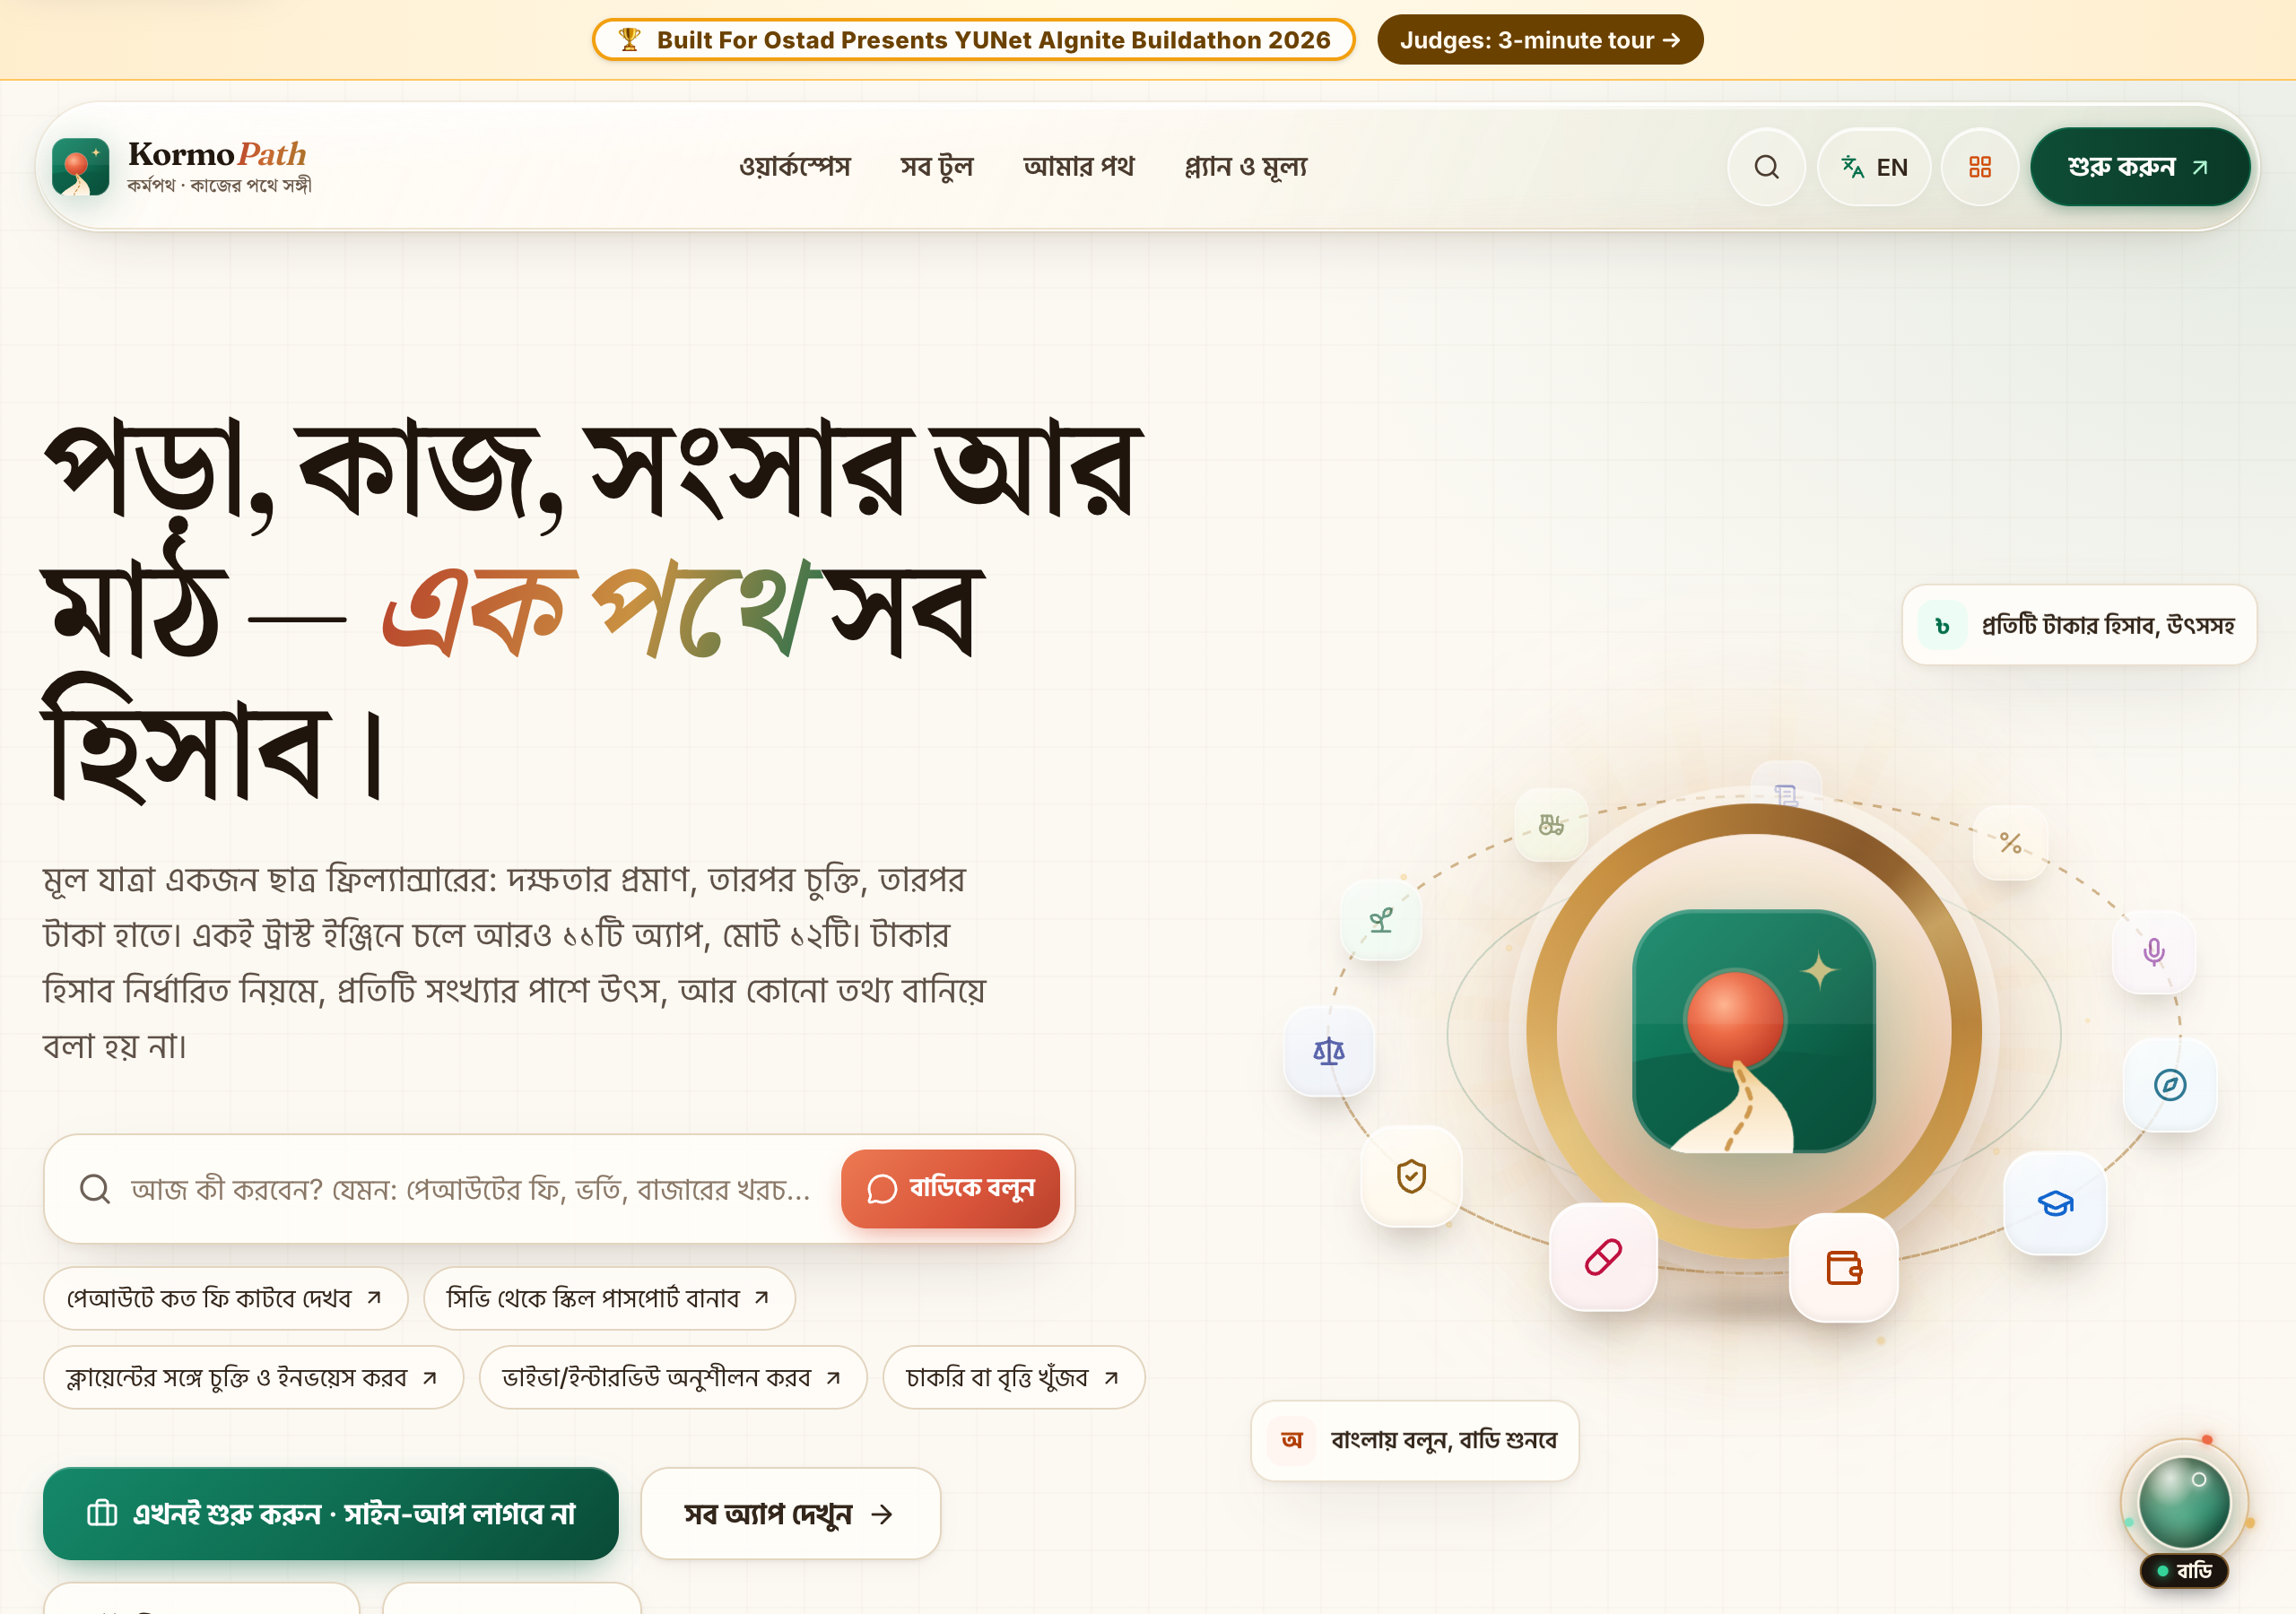 Built For Ostad Presents YUNet AIgnite Buildathon 2026
Judges: 3-minute tour →
KormoPath
কর্মপথ · কাজের পথে সঙ্গী
ওয়ার্কস্পেস
সব টুল
আমার পথ
প্ল্যান ও মূল্য
EN
শুরু করুন
পড়া, কাজ, সংসার আর
মাঠ — এক পথে সব
হিসাব।
৳ প্রতিটি টাকার হিসাব, উৎসসহ
মূল যাত্রা একজন ছাত্র ফ্রিল্যান্সারের: দক্ষতার প্রমাণ, তারপর চুক্তি, তারপর
টাকা হাতে। একই ট্রাস্ট ইঞ্জিনে চলে আরও ১১টি অ্যাপ, মোট ১২টি। টাকার
হিসাব নির্ধারিত নিয়মে, প্রতিটি সংখ্যার পাশে উৎস, আর কোনো তথ্য বানিয়ে
বলা হয় না।
আজ কী করবেন? যেমন: পেআউটের ফি, ভর্তি, বাজারের খরচ...
বাডিকে বলুন
পেআউটে কত ফি কাটবে দেখব
সিভি থেকে স্কিল পাসপোর্ট বানাব
ক্লায়েন্টের সঙ্গে চুক্তি ও ইনভয়েস করব
ভাইভা/ইন্টারভিউ অনুশীলন করব
চাকরি বা বৃত্তি খুঁজব
অ বাংলায় বলুন, বাডি শুনবে
এখনই শুরু করুন · সাইন-আপ লাগবে না
সব অ্যাপ দেখুন →
বাডি